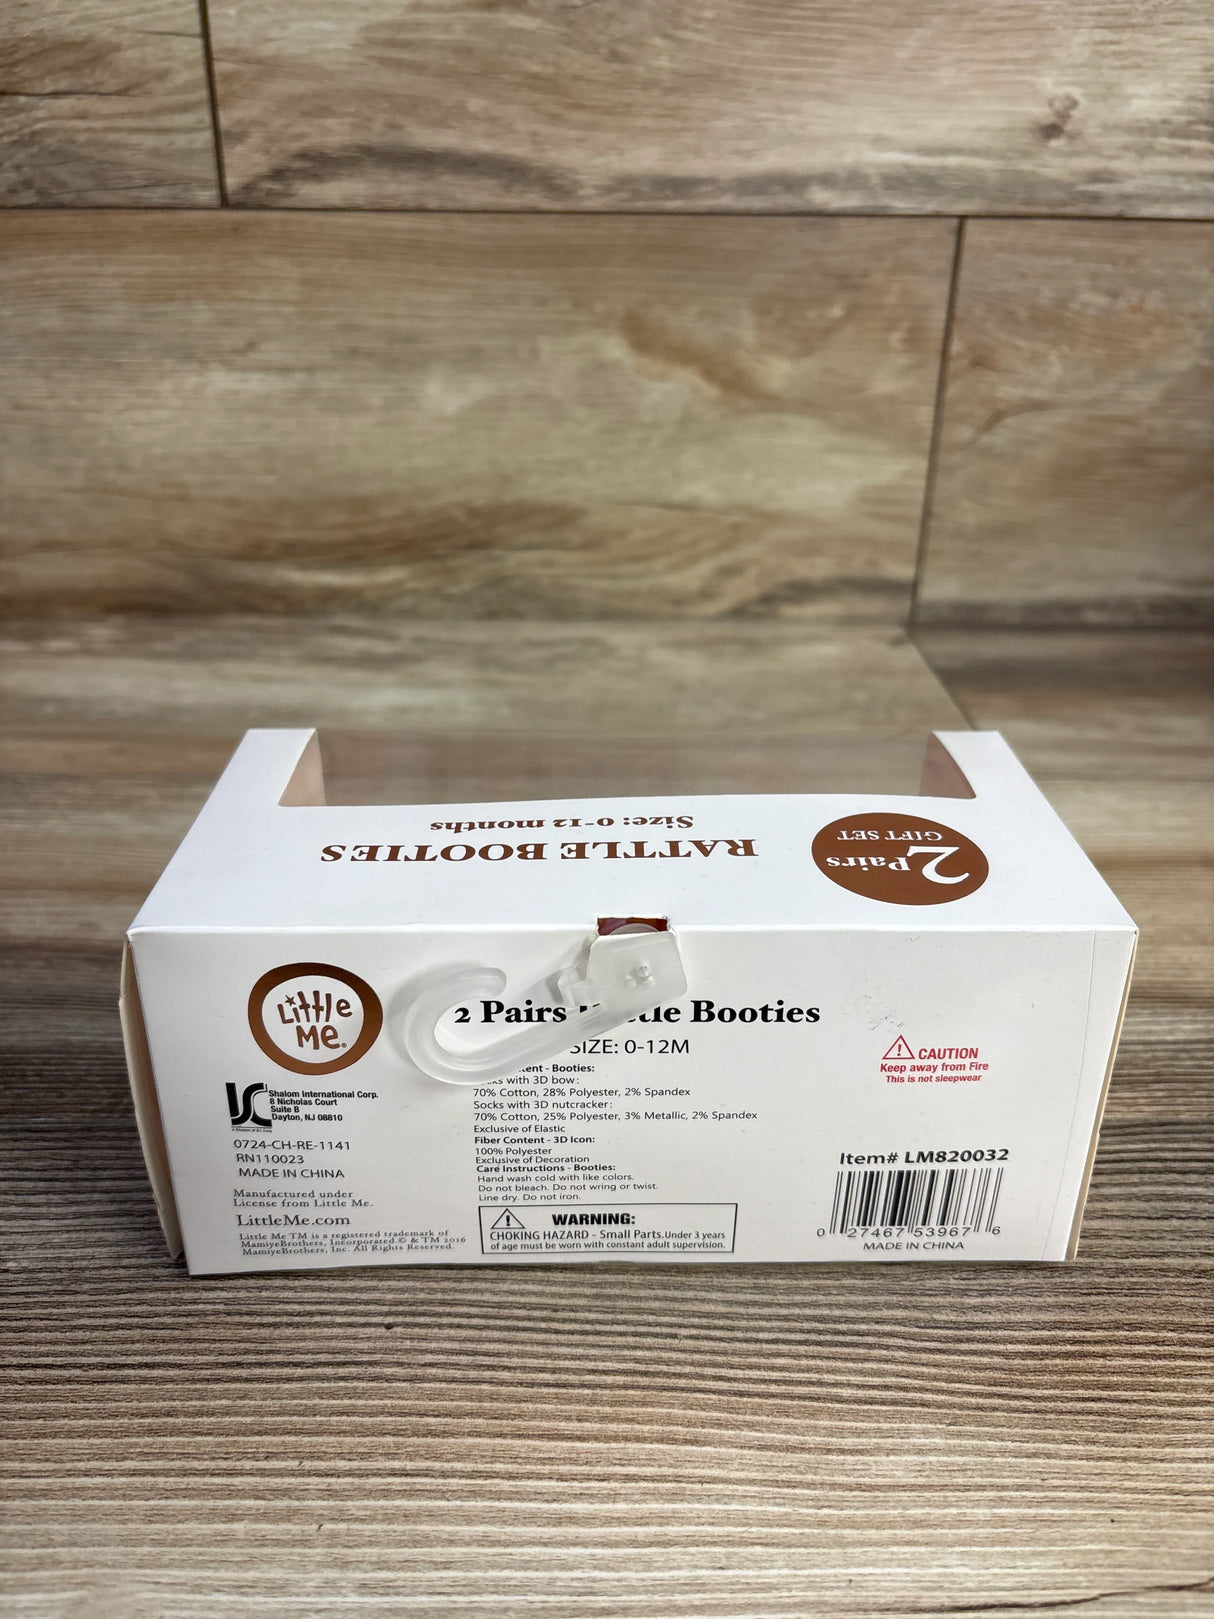 Size: 0-12 months
RATTLE BOOTIES
2 Pairs
GIFT SET
Little
Me®
2 Pairs Booties
SIZE: 0-12M
Shalom International Corp.
8 Nicholas Court
Suite B
Dayton, NJ 08810
0724-CH-RE-1141
RN110023
MADE IN CHINA
Manufactured under
License from Little Me.
LittleMe.com
Little Me TM is a registered trademark of
MamiyeBrothers, Incorporated.© & TM 2016
MamiyeBrothers, Inc. All Rights Reserved.
- Booties:
with 3D bow:
70% Cotton, 28% Polyester, 2% Spandex
Socks with 3D nutcracker:
70% Cotton, 25% Polyester, 3% Metallic, 2% Spandex
Exclusive of Elastic
Fiber Content - 3D Icon:
100% Polyester
Exclusive of Decoration
Care Instructions - Booties:
Hand wash cold with like colors.
Do not bleach. Do not wring or twist.
Line dry. Do not iron.
WARNING:
CHOKING HAZARD - Small Parts.Under 3 years
of age must be worn with constant adult supervision.
CAUTION
Keep away from Fire
This is not sleepwear
Item# LM820032
0 27467 53967 6
MADE IN CHINA